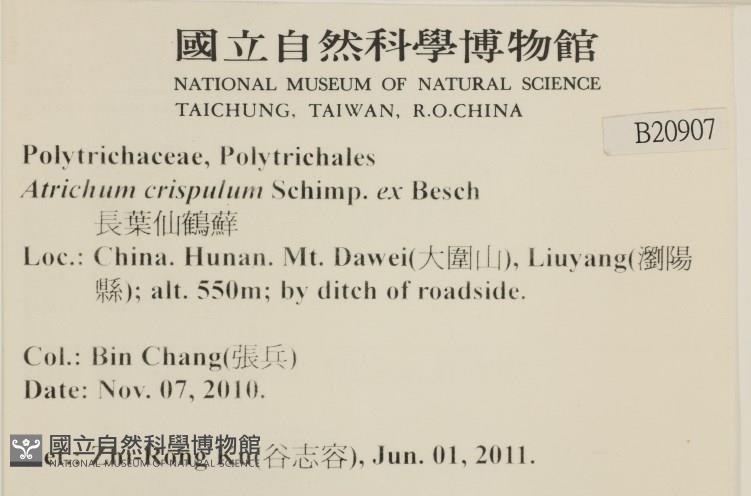 國立自然科學博物館
NATIONAL MUSEUM OF NATURAL SCIENCE
TAICHUNG, TAIWAN, R.O.CHINA
B20907
Polytrichaceae, Polytrichales
Atrichum crispulum Schimp. ex Besch
長葉仙鶴蘚
Loc.: China. Hunan. Mt. Dawei(大圍山), Liuyang(瀏陽
縣); alt. 550m; by ditch of roadside.
Col.: Bin Chang(張兵)
Date: Nov. 07, 2010.
(谷志容), Jun. 01, 2011.
國立自然科學博物館
NATIONAL MUSEUM OF NATURAL SCIENCE